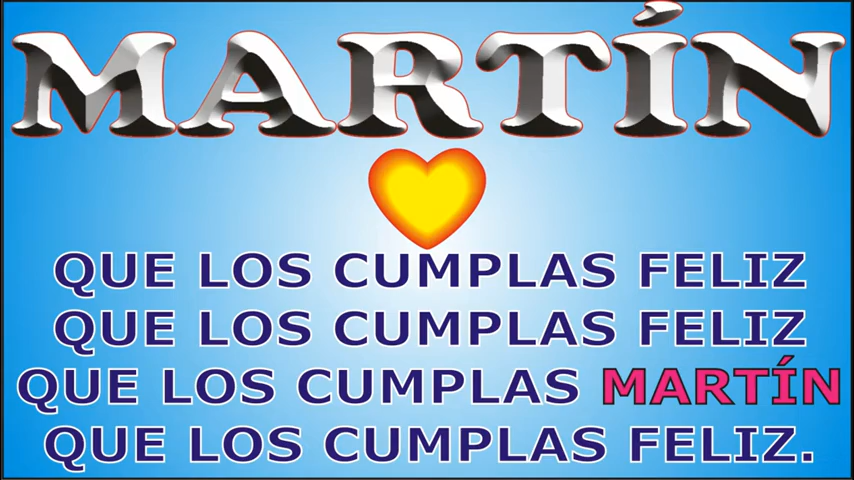 MARTÍN
QUE LOS CUMPLAS FELIZ
QUE LOS CUMPLAS FELIZ
QUE LOS CUMPLAS MARTÍN
QUE LOS CUMPLAS FELIZ.